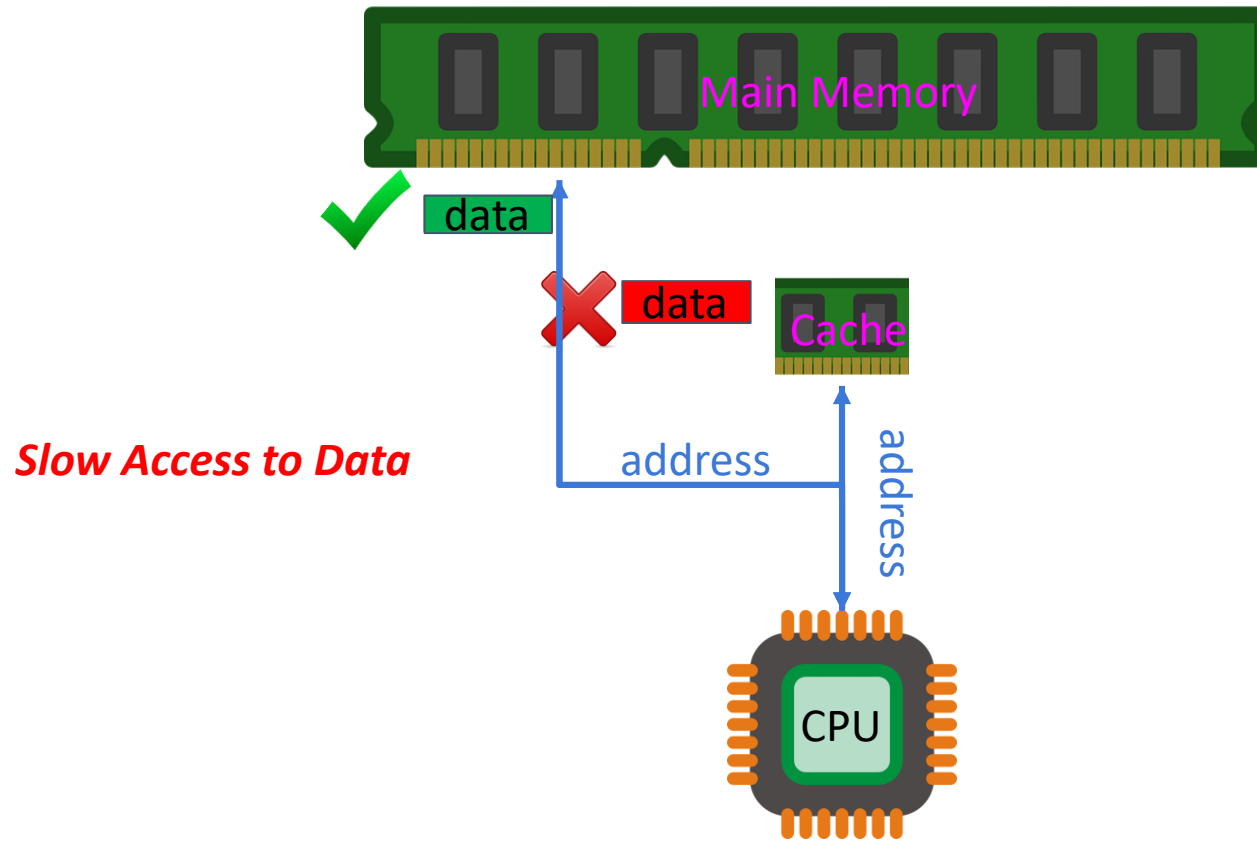 Main Memory
data
data
Cache
Slow Access to Data
address
address
CPU